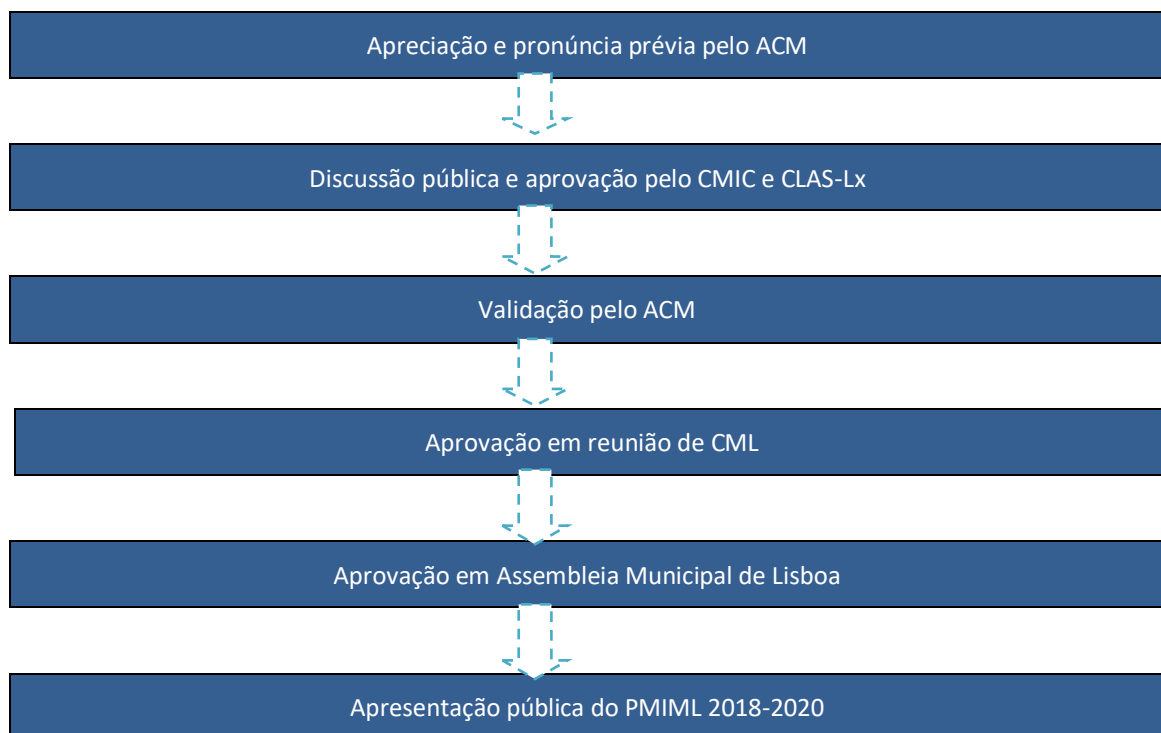 Apreciação e pronúncia prévia pelo ACM
Discussão pública e aprovação pelo CMIC e CLAS-Lx
Validação pelo ACM
Aprovação em reunião de CML
Aprovação em Assembleia Municipal de Lisboa
Apresentação pública do PMIML 2018-2020